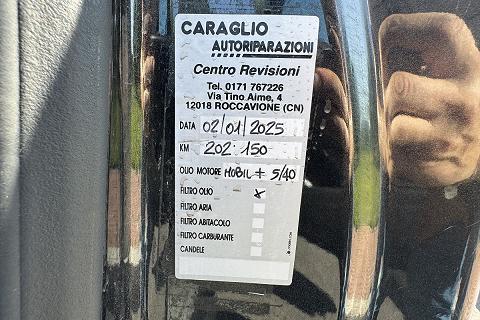 CARAGLIO
AUTORIPARAZIONI
Centro Revisioni
Tel. 0171 767226
Via Tino Aime, 4
12018 ROCCAVIONE (CN)
DATA 02/01/2025
KM 202.150
OLIO MOTORE MOBIL + 5/40
FILTRO OLIO x
FILTRO ARIA
FILTRO ABITACOLO
FILTRO CARBURANTE
CANDELE